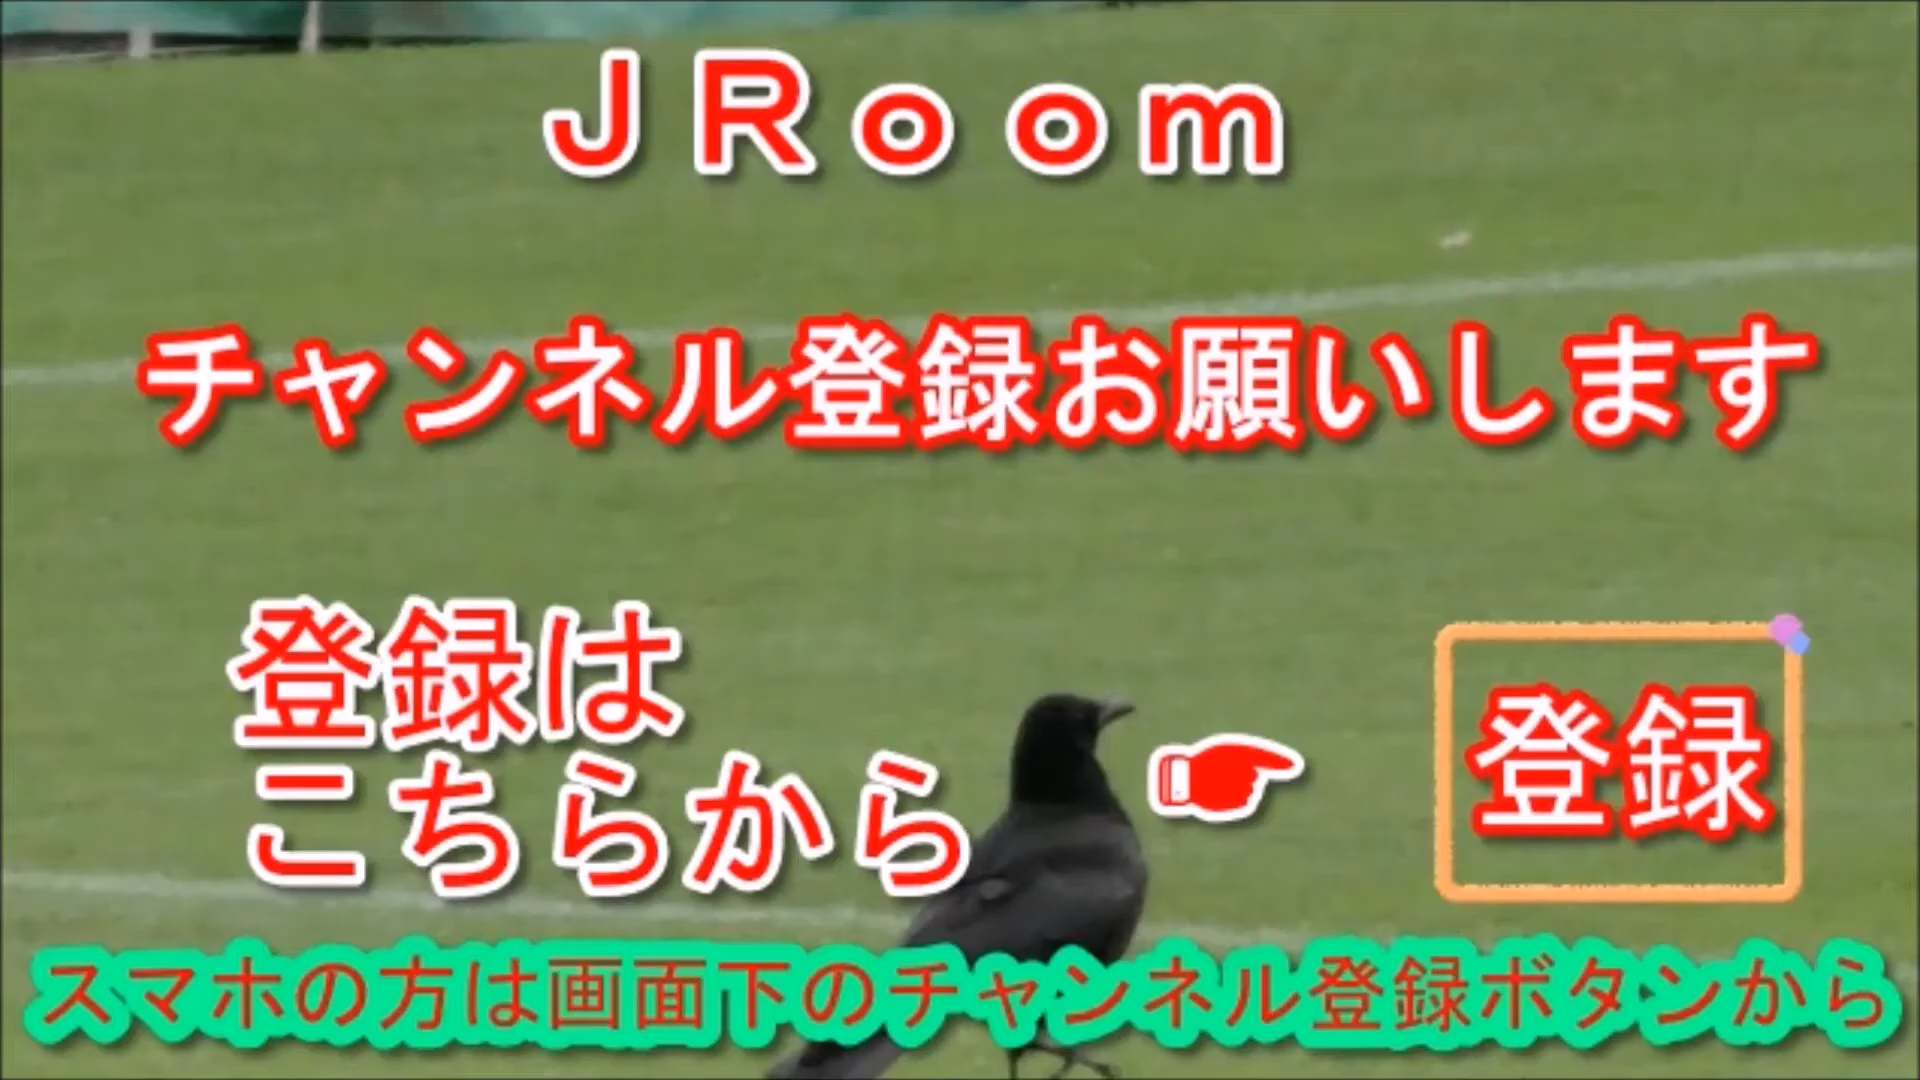 ＪＲｏｏｍ
チャンネル登録お願いします
登録は
こちらから
登録
スマホの方は画面下のチャンネル登録ボタンから